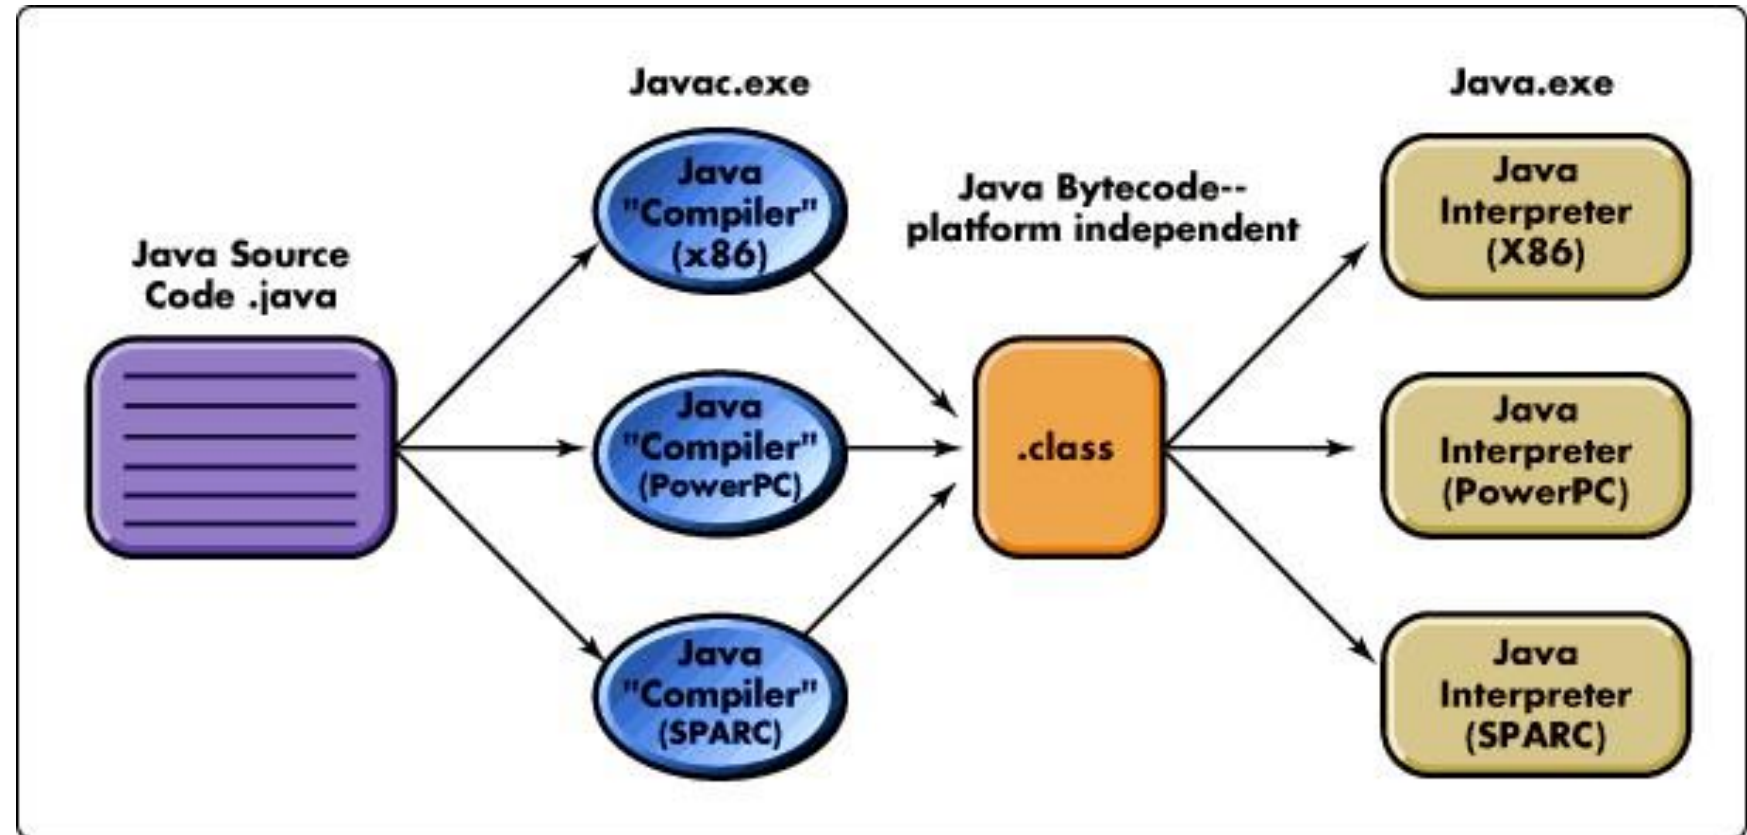 Javac.exe
Java.exe
Java
"Compiler"
(x86)
Java Bytecode--
platform independent
Java
Interpreter
(X86)
Java Source
Code .java
Java
"Compiler"
(PowerPC)
.class
Java
Interpreter
(PowerPC)
Java
"Compiler"
(SPARC)
Java
Interpreter
(SPARC)